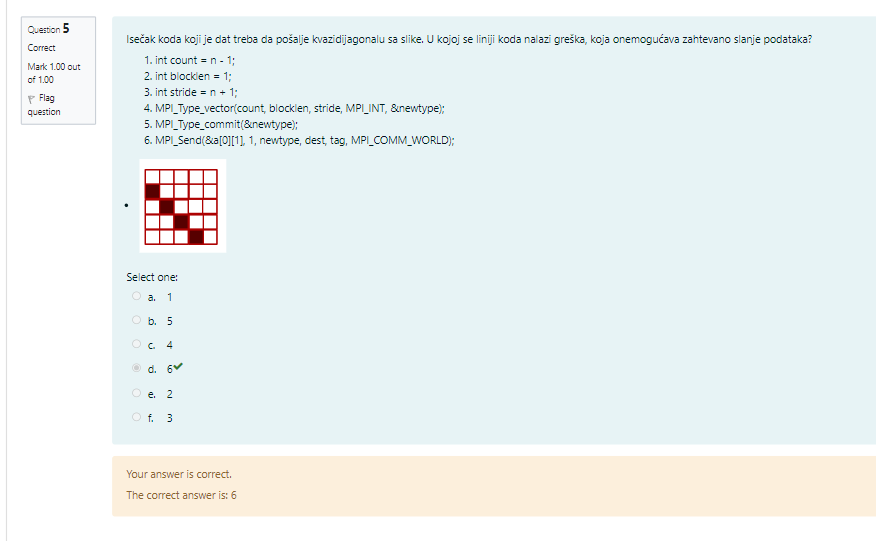 Question 5
Correct
Mark 1.00 out
of 1.00
Flag
question
Isečak koda koji je dat treba da pošalje kvazidijagonalu sa slike. U kojoj se liniji koda nalazi greška, koja onemogućava zahtevano slanje podataka?
1. int count = n - 1;
2. int blocklen = 1;
3. int stride = n + 1;
4. MPI_Type_vector(count, blocklen, stride, MPI_INT, &newtype);
5. MPI_Type_commit(&newtype);
6. MPI_Send(&a[0][1], 1, newtype, dest, tag, MPI_COMM_WORLD);
Select one:
a. 1
b. 5
c. 4
d. 6
e. 2
f. 3
Your answer is correct.
The correct answer is: 6